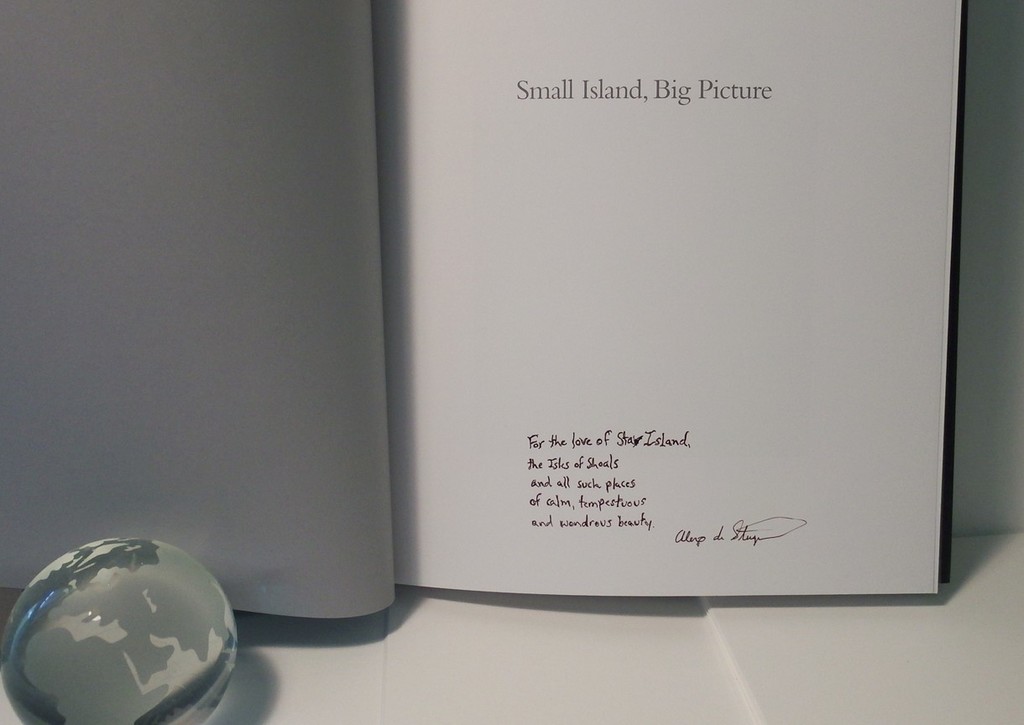 Small Island, Big Picture
For the love of Star Island,
the Isles of Shoals
and all such places
of calm, tempestuous
and wondrous beauty.